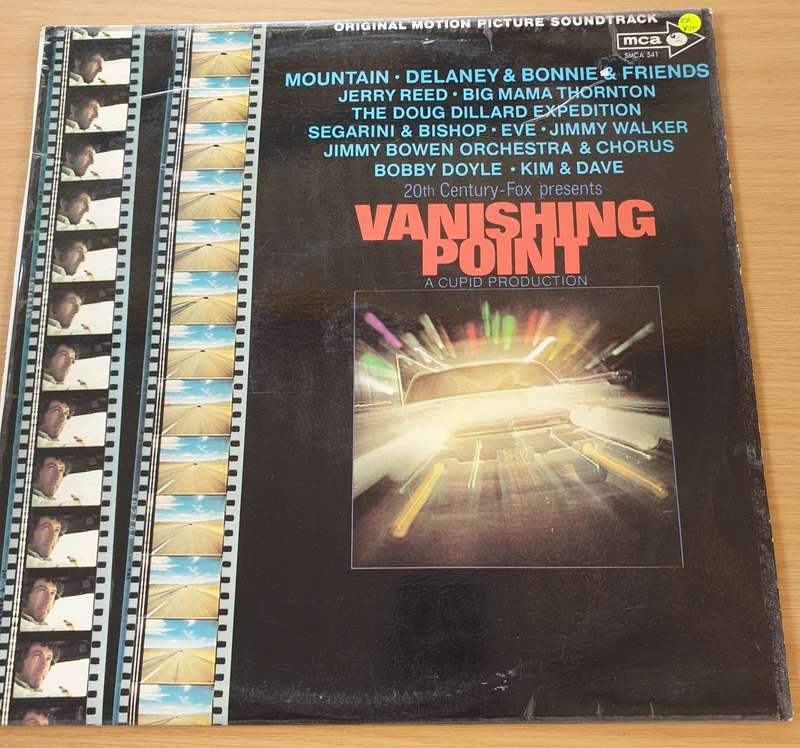 ORIGINAL MOTION PICTURE SOUNDTRACK
mca
SMCA 541
MOUNTAIN · DELANEY & BONNIE & FRIENDS
JERRY REED · BIG MAMA THORNTON
THE DOUG DILLARD EXPEDITION
SEGARINI & BISHOP · EVE · JIMMY WALKER
JIMMY BOWEN ORCHESTRA & CHORUS
BOBBY DOYLE · KIM & DAVE
20th Century-Fox presents
VANISHING
POINT
A CUPID PRODUCTION